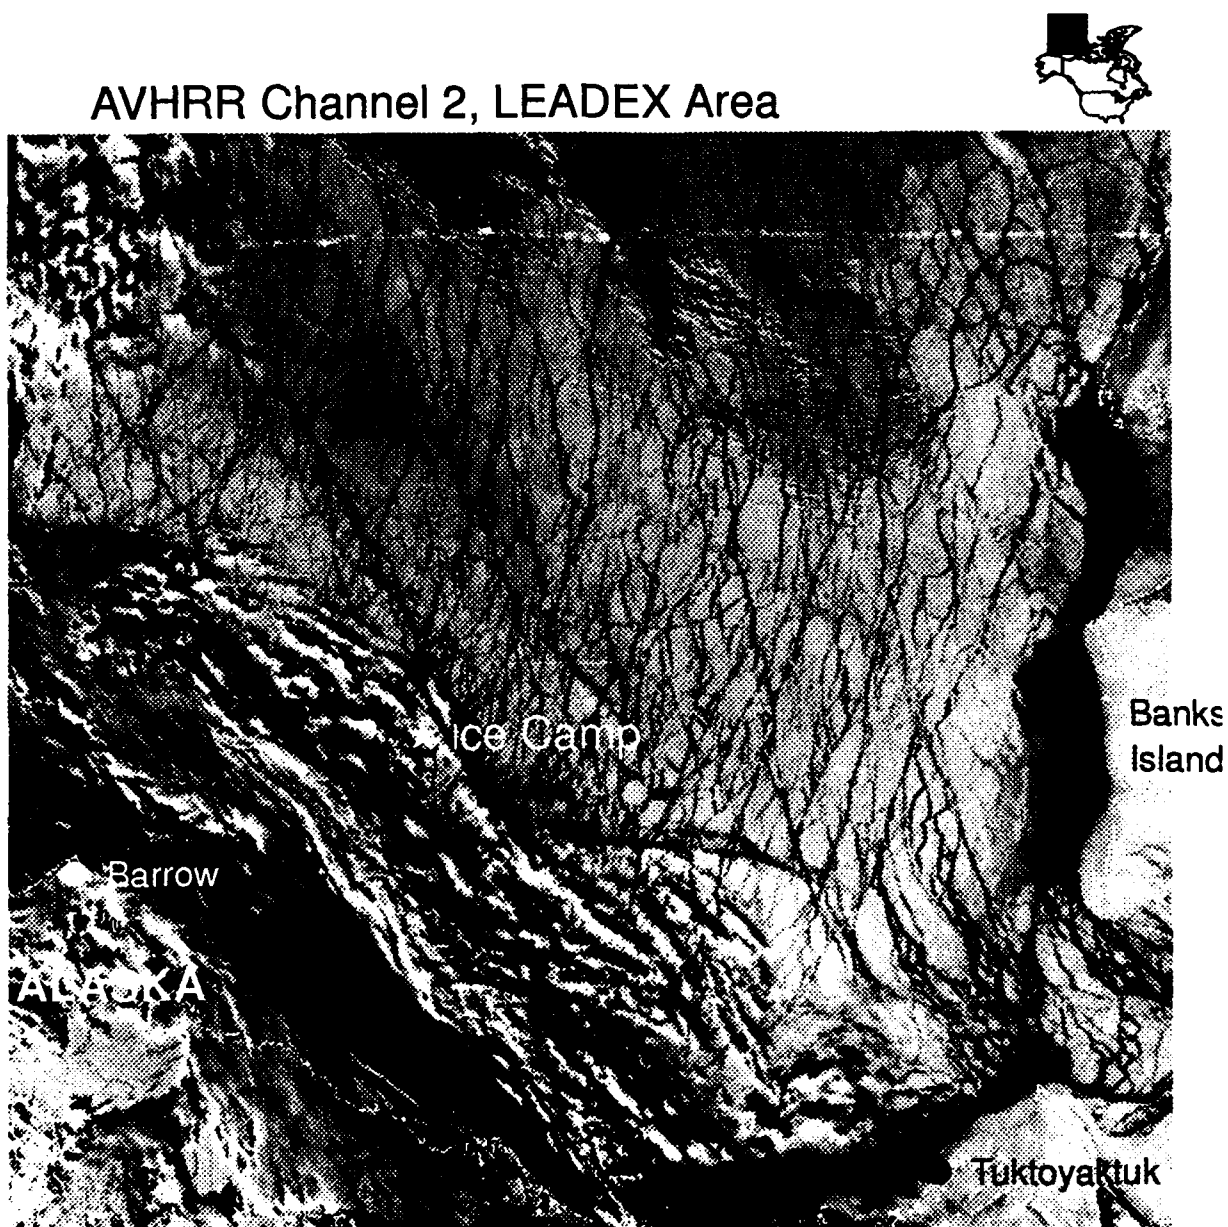 AVHRR Channel 2, LEADEX Area
Ice Camp
Banks
Island
Barrow
ALASKA
Tuktoyaktuk